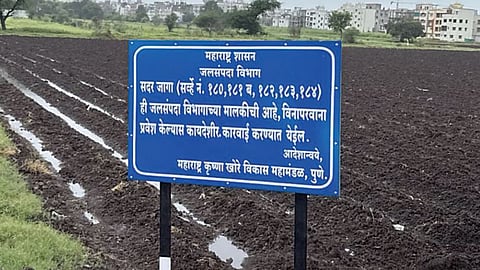 महाराष्ट्र शासन
जलसंपदा विभाग
सदर जागा (सर्व्हे नं. १८०,१८१ ब, १८२,१८३,१८४)
ही जलसंपदा विभागाच्या मालकीची आहे, विनापरवाना
प्रवेश केल्यास कायदेशीर कारवाई करण्यात येईल.
आदेशान्वये,
महाराष्ट्र कृष्णा खोरे विकास महामंडळ, पुणे.